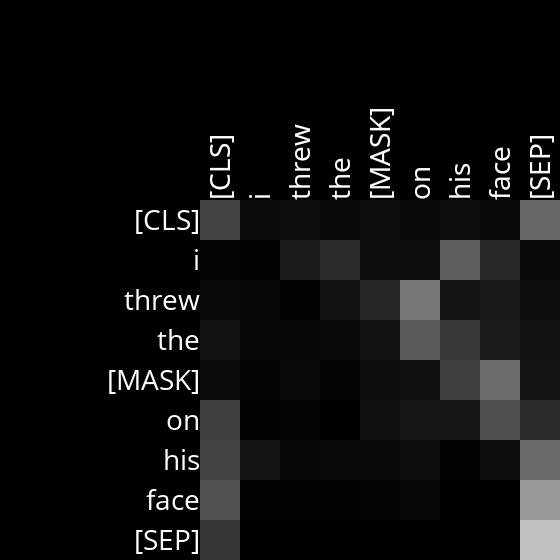 [CLS] i threw the [MASK] on his face [SEP]
[CLS]
i
threw
the
[MASK]
on
his
face
[SEP]